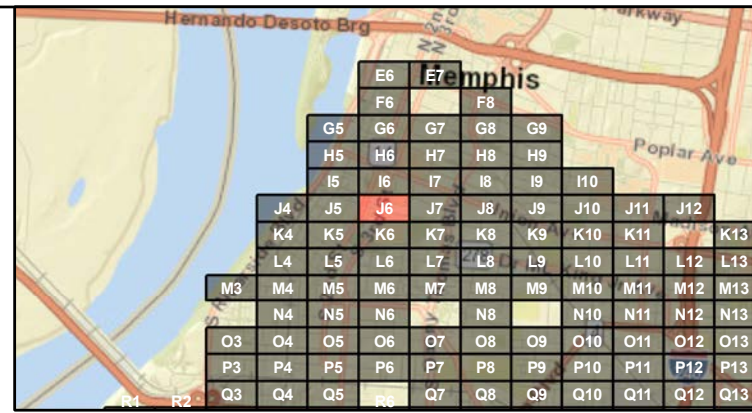 Hernando Desoto Brg
N 2nd
N 3rd
Parkway
Memphis
E6 E7
F6 F8
G5 G6 G7 G8 G9
H5 H6 H7 H8 H9
Poplar Ave
I5 I6 I7 I8 I9 I10
J4 J5 J6 J7 J8 J9 J10 J11 J12
K4 K5 K6 K7 K8 K9 K10 K11 K13
L4 L5 L6 L7 L8 L9 L10 L11 L12 L13
M3 M4 M5 M6 M7 M8 M9 M10 M11 M12 M13
N4 N5 N6 N8 N10 N11 N12 N13
O3 O4 O5 O6 O7 O8 O9 O10 O11 O12 O13
P3 P4 P5 P6 P7 P8 P9 P10 P11 P12 P13
Q3 Q4 Q5 Q7 Q8 Q9 Q10 Q11 Q12 Q13
R1 R2 R6